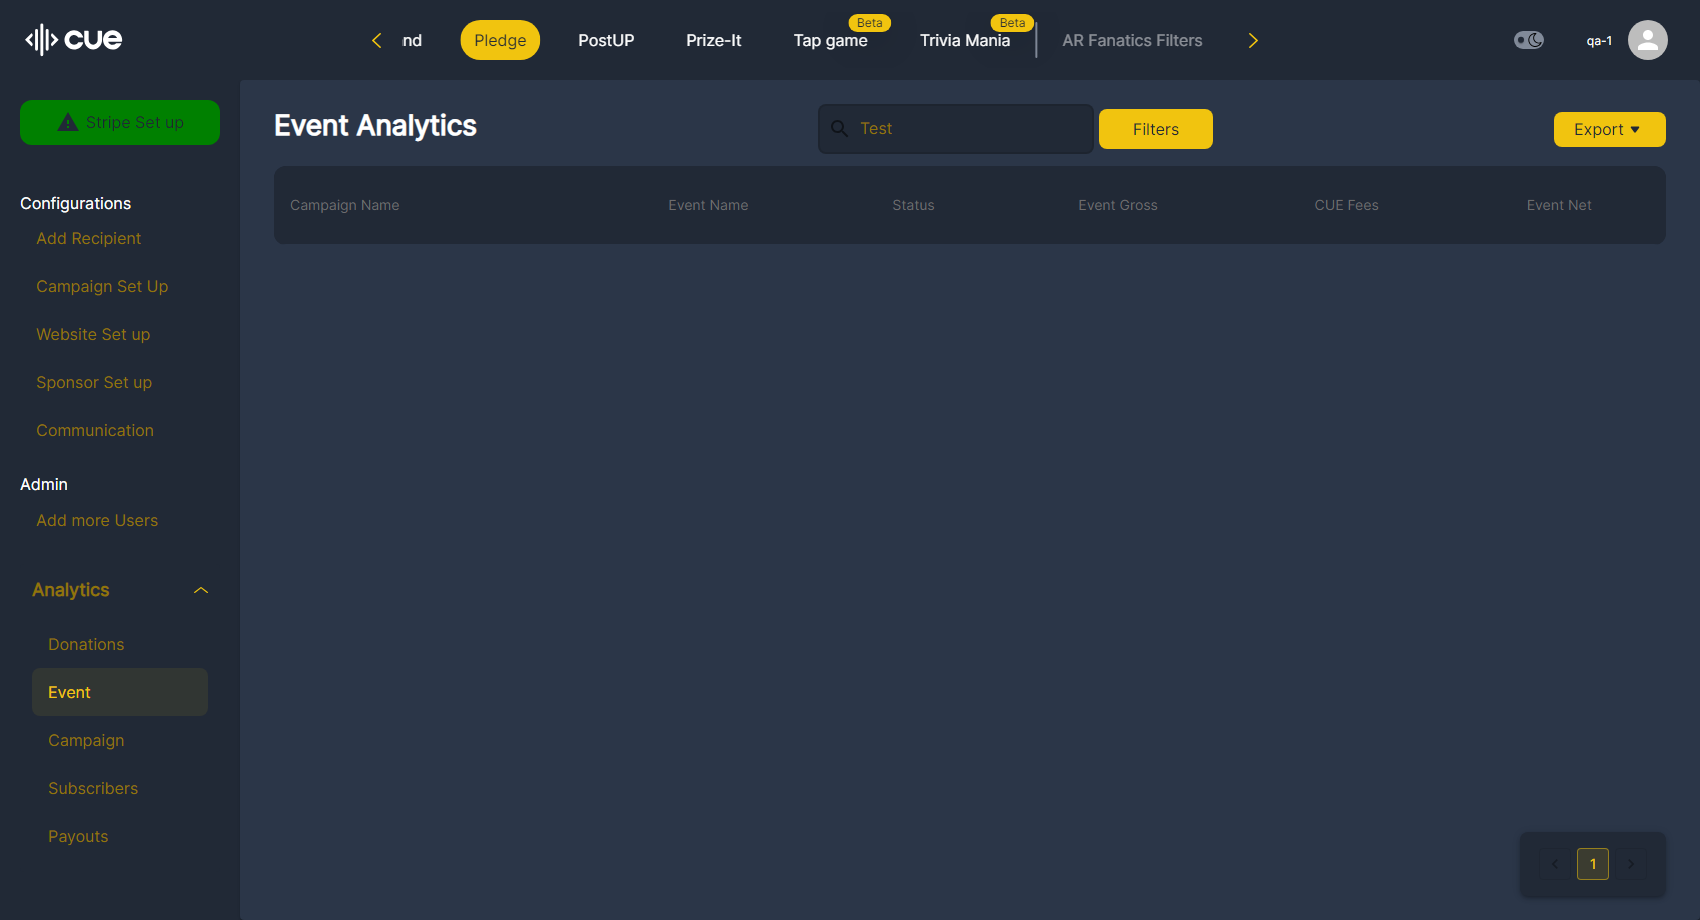 cue
nd
Pledge
PostUP
Prize-It
Tap game
Beta
Trivia Mania
Beta
AR Fanatics Filters
qa-1
Stripe Set up
Configurations
Add Recipient
Campaign Set Up
Website Set up
Sponsor Set up
Communication
Admin
Add more Users
Analytics
Donations
Event
Campaign
Subscribers
Payouts
Event Analytics
Test
Filters
Export
Campaign Name
Event Name
Status
Event Gross
CUE Fees
Event Net
1